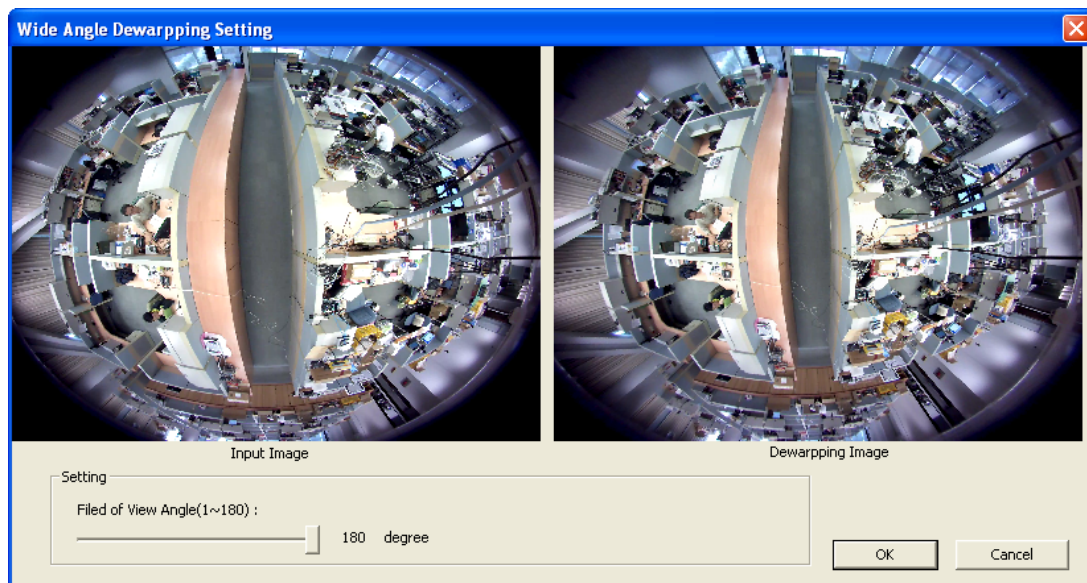 Wide Angle Dewarpping Setting
Input Image
Dewarpping Image
Setting
Filed of View Angle(1~180) :
180 degree
OK
Cancel